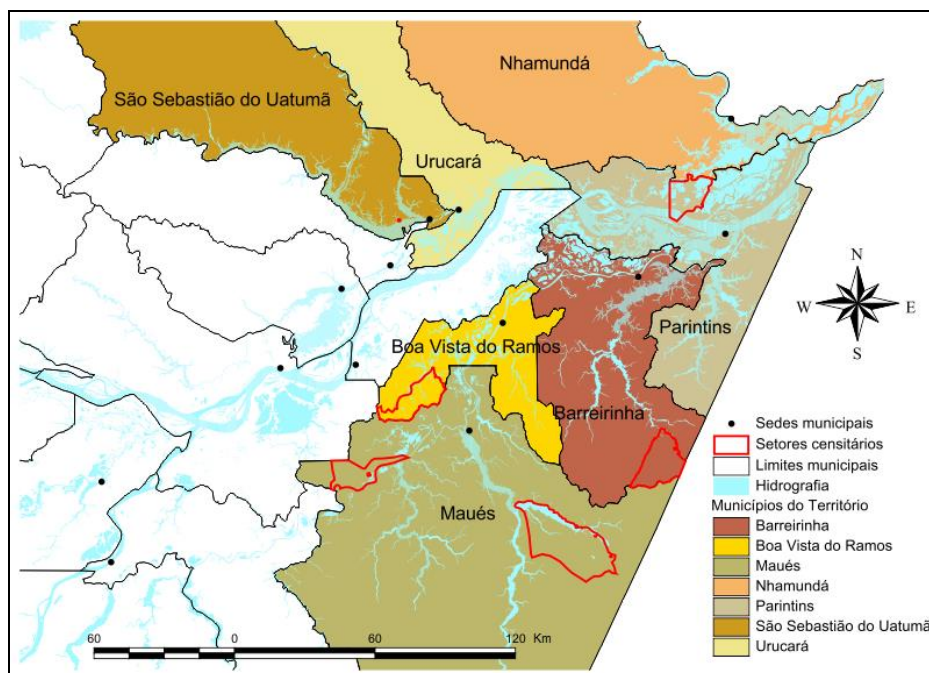 Nhamundá
São Sebastião do Uatumã
Urucará
N
W
E
S
Parintins
Boa Vista do Ramos
Barreirinha
Maués
Sedes municipais
Setores censitários
Limites municipais
Hidrografia
Municípios do Território
Barreirinha
Boa Vista do Ramos
Maués
Nhamundá
Parintins
São Sebastião do Uatumã
Urucará
60 0 60 120 Km